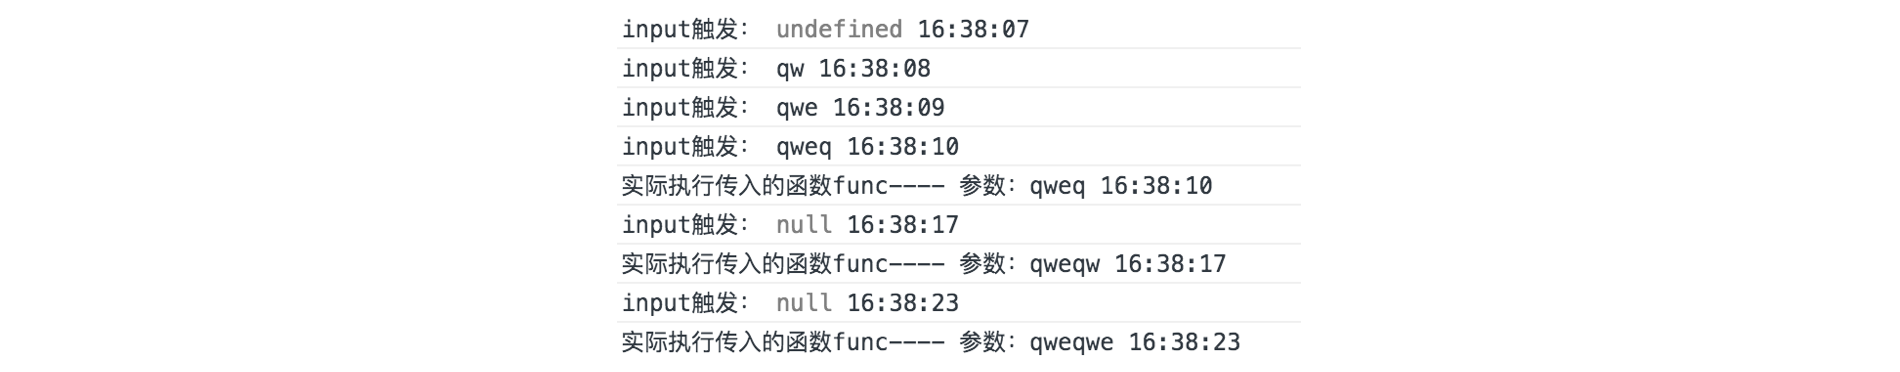 input触发： undefined 16:38:07
input触发： qw 16:38:08
input触发： qwe 16:38:09
input触发： qweq 16:38:10
实际执行传入的函数func---- 参数：qweq 16:38:10
input触发： null 16:38:17
实际执行传入的函数func---- 参数：qweqw 16:38:17
input触发： null 16:38:23
实际执行传入的函数func---- 参数：qweqwe 16:38:23